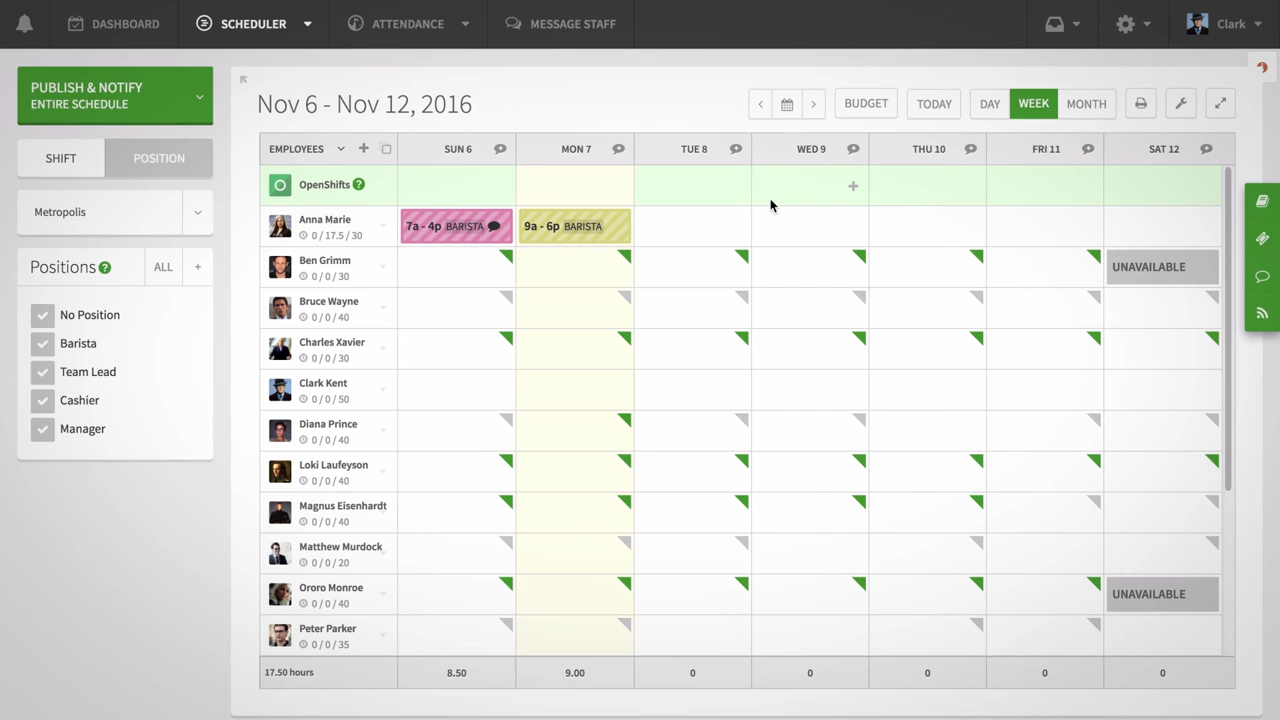 DASHBOARD
SCHEDULER
ATTENDANCE
MESSAGE STAFF
Clark
PUBLISH & NOTIFY
ENTIRE SCHEDULE
SHIFT
POSITION
Metropolis
Positions ?
ALL
+
No Position
Barista
Team Lead
Cashier
Manager
Nov 6 - Nov 12, 2016
BUDGET
TODAY
DAY
WEEK
MONTH
EMPLOYEES
+
SUN 6
MON 7
TUE 8
WED 9
THU 10
FRI 11
SAT 12
OpenShifts ?
+
Anna Marie
0 / 17.5 / 30
7a - 4p BARISTA
9a - 6p BARISTA
Ben Grimm
0 / 0 / 30
UNAVAILABLE
Bruce Wayne
0 / 0 / 40
Charles Xavier
0 / 0 / 30
Clark Kent
0 / 0 / 50
Diana Prince
0 / 0 / 40
Loki Laufeyson
0 / 0 / 40
Magnus Eisenhardt
0 / 0 / 40
Matthew Murdock
0 / 0 / 20
Ororo Monroe
0 / 0 / 40
UNAVAILABLE
Peter Parker
0 / 0 / 35
17.50 hours
8.50
9.00
0
0
0
0
0